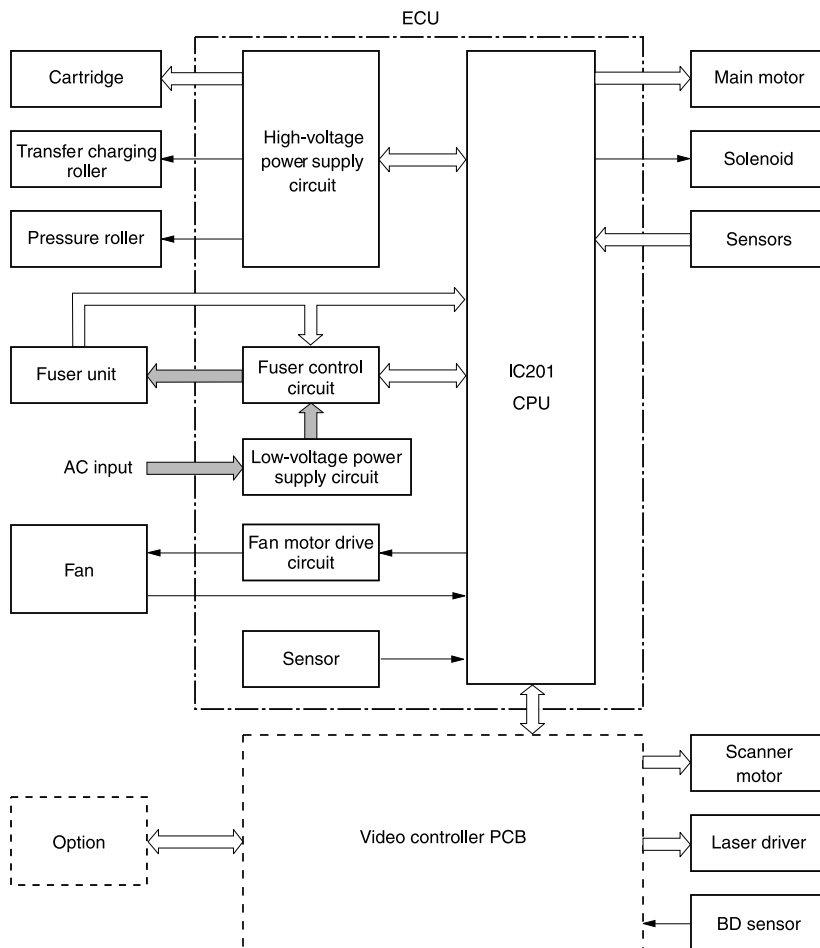 ECU
Cartridge
Transfer charging
roller
Pressure roller
High-voltage
power supply
circuit
Main motor
Solenoid
Sensors
Fuser unit
Fuser control
circuit
IC201
CPU
AC input
Low-voltage power
supply circuit
Fan
Fan motor drive
circuit
Sensor
Option
Video controller PCB
Scanner
motor
Laser driver
BD sensor